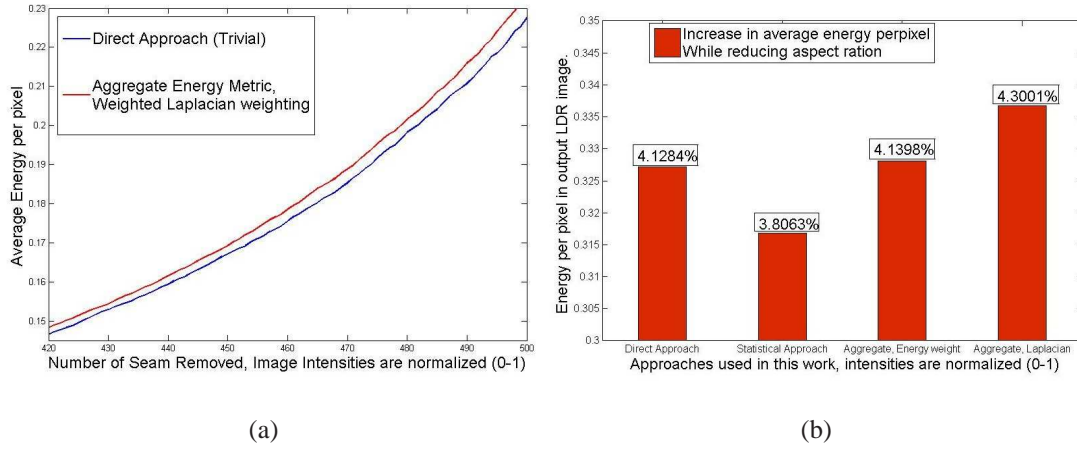 0.23
0.22
0.21
0.2
0.19
0.18
0.17
0.16
0.15
Average Energy per pixel
Direct Approach (Trivial)
Aggregate Energy Metric,
Weighted Laplacian weighting
420 430 440 450 460 470 480 490 500
Number of Seam Removed, Image Intensities are normalized (0-1)
(a)
0.35
0.345
0.34
0.335
0.33
0.325
0.32
0.315
0.31
0.305
0.3
Energy per pixel in output LDR image.
Increase in average energy perpixel
While reducing aspect ration
4.1284%
3.8063%
4.1398%
4.3001%
Direct Approach Statistical Approach Aggregate, Energy weight Aggregate, Laplacian
Approaches used in this work, intensities are normalized (0-1)
(b)